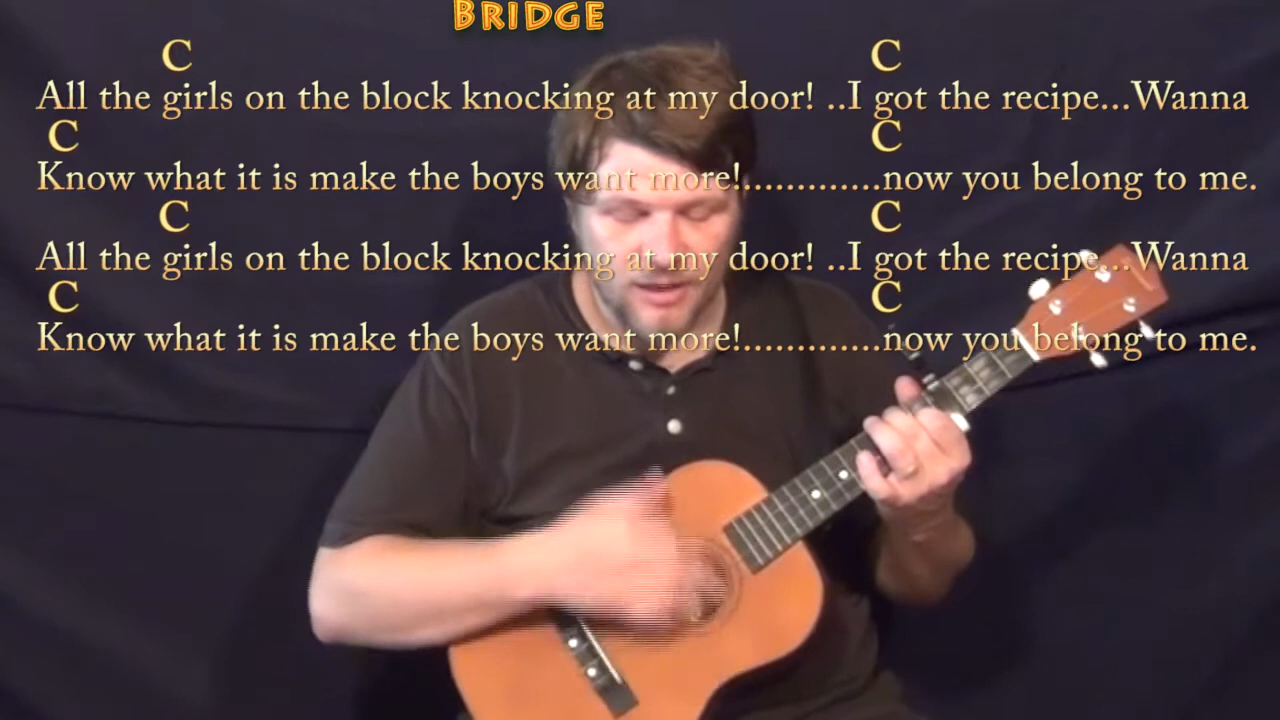 BRIDGE
C C
All the girls on the block knocking at my door! ..I got the recipe...Wanna
C C
Know what it is make the boys want more!.............now you belong to me.
C C
All the girls on the block knocking at my door! ..I got the recipe...Wanna
C C
Know what it is make the boys want more!.............now you belong to me.